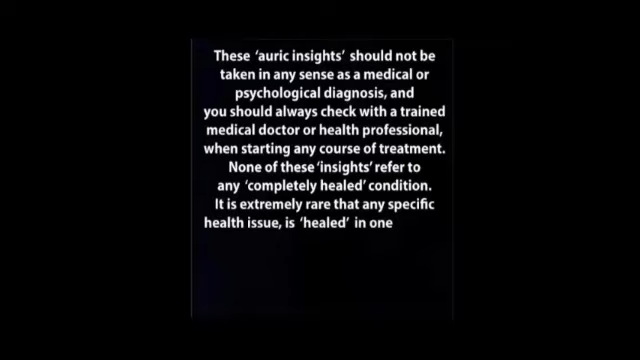 These 'auric insights' should not be
taken in any sense as a medical or
psychological diagnosis, and
you should always check with a trained
medical doctor or health professional,
when starting any course of treatment.
None of these 'insights' refer to
any 'completely healed' condition.
It is extremely rare that any specific
health issue, is 'healed' in one